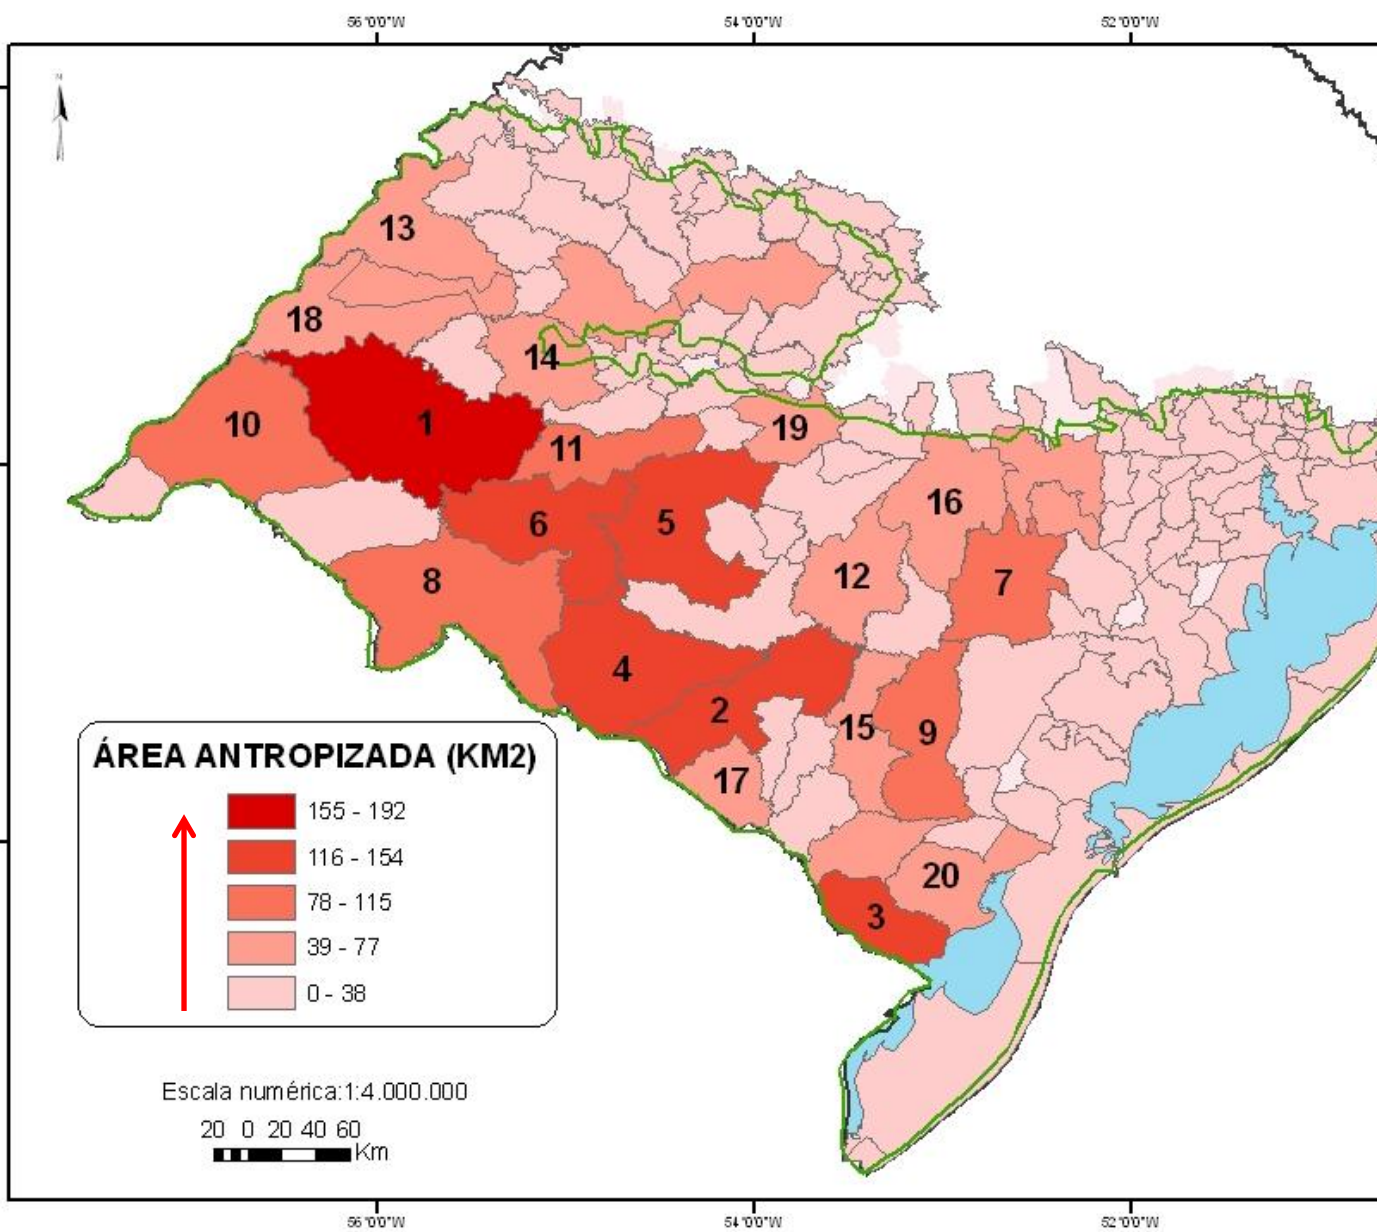 56°0'0"W 54°0'0"W 52°0'0"W
N
13
18
14
10
1
19
11
16
6
5
12
8
7
4
2
15
9
17
20
3
ÁREA ANTROPIZADA (KM2)
155 - 192
116 - 154
78 - 115
39 - 77
0 - 38
Escala numérica:1:4.000.000
20 0 20 40 60
Km
56°0'0"W 54°0'0"W 52°0'0"W